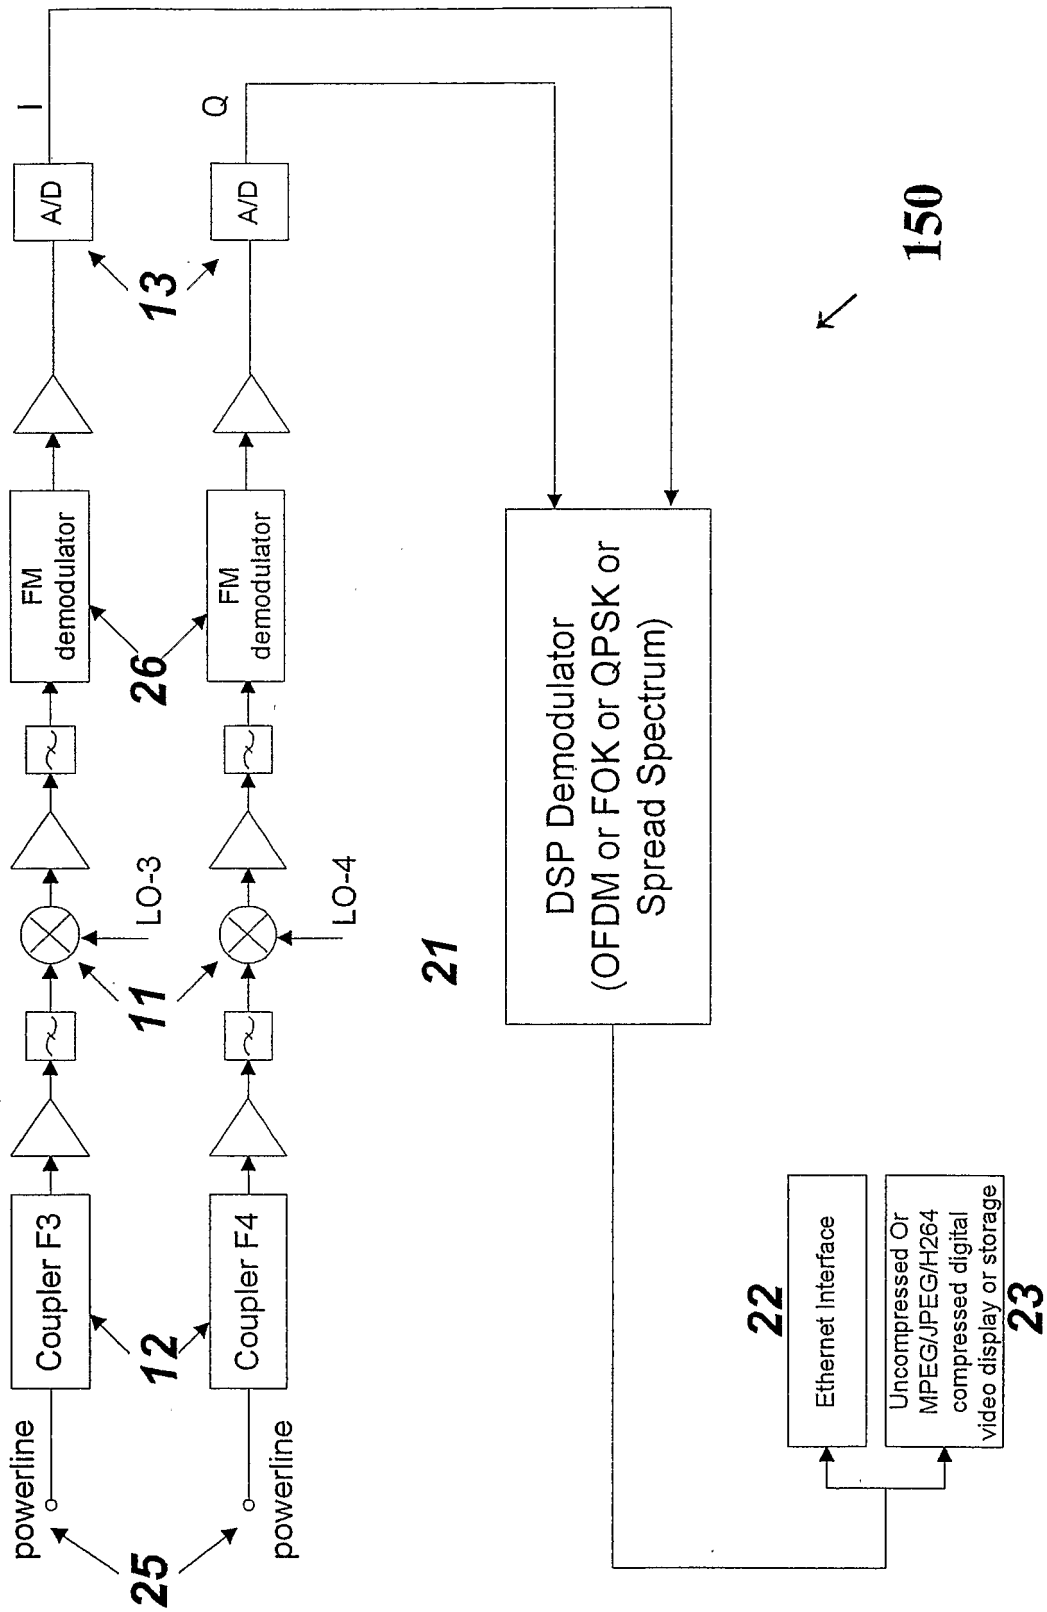 powerline
25
powerline
Coupler F3
12
Coupler F4
11
LO-3
LO-4
FM
demodulator
26
FM
demodulator
13
A/D
A/D
I
Q
21
DSP Demodulator
(OFDM or FOK or QPSK or
Spread Spectrum)
22
Ethernet Interface
Uncompressed Or
MPEG/JPEG/H264
compressed digital
video display or storage
23
150